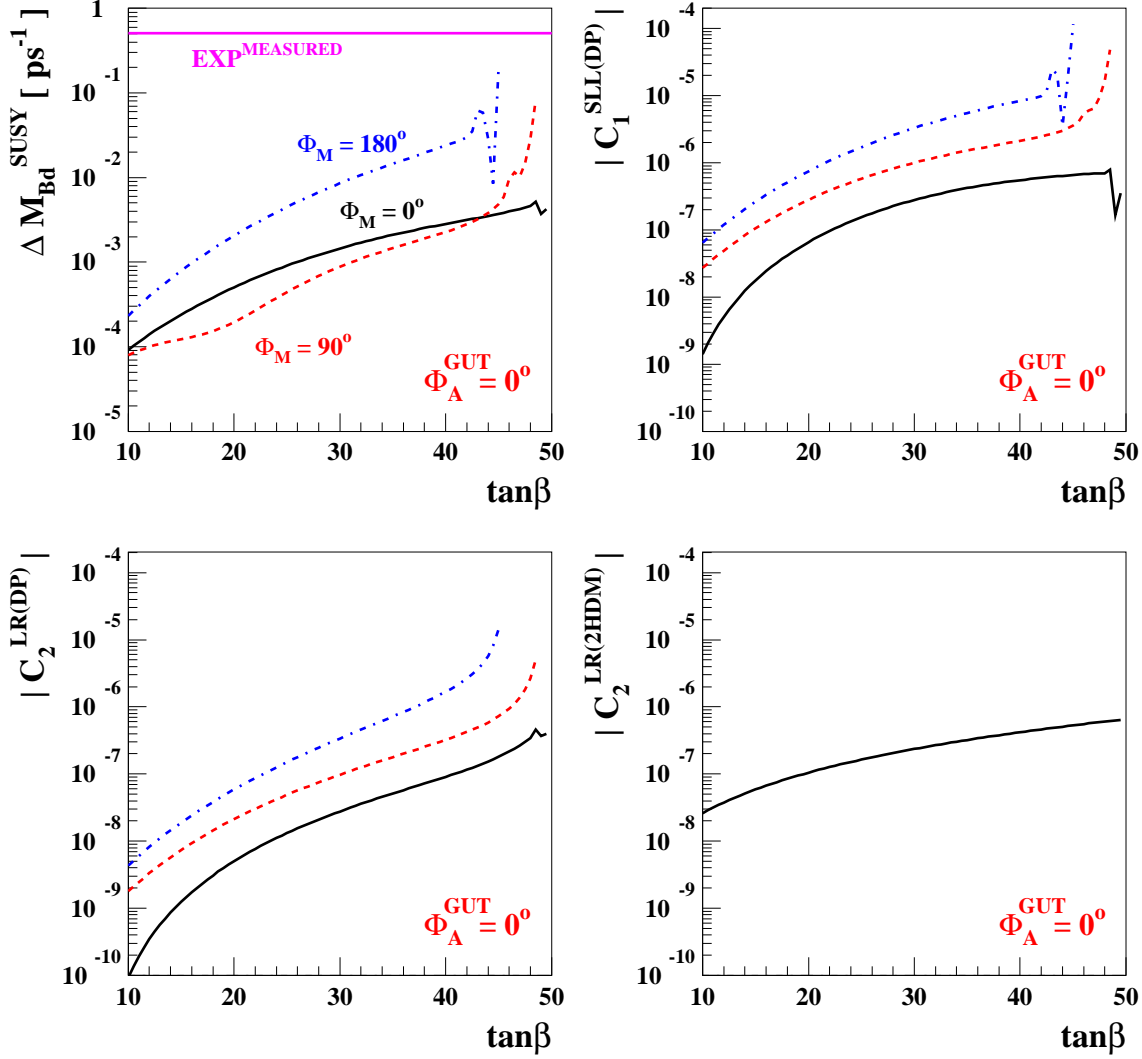 Δ M_Bd^SUSY [ ps^-1 ]
1
10^-1
10^-2
10^-3
10^-4
10^-5
EXP^MEASURED
Φ_M = 180°
Φ_M = 0°
Φ_M = 90°
Φ_A^GUT = 0°
10 20 30 40 50
tanβ
| C_1^SLL(DP) |
10^-4
10^-5
10^-6
10^-7
10^-8
10^-9
10^-10
Φ_A^GUT = 0°
10 20 30 40 50
tanβ
| C_2^LR(DP) |
10^-4
10^-5
10^-6
10^-7
10^-8
10^-9
10^-10
Φ_A^GUT = 0°
10 20 30 40 50
tanβ
| C_2^LR(2HDM) |
10^-4
10^-5
10^-6
10^-7
10^-8
10^-9
10^-10
Φ_A^GUT = 0°
10 20 30 40 50
tanβ